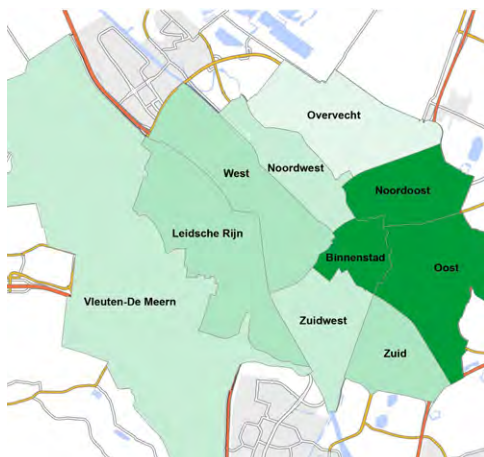 Overvecht
Noordwest
West
Noordoost
Leidsche Rijn
Binnenstad
Oost
Vleuten-De Meern
Zuidwest
Zuid